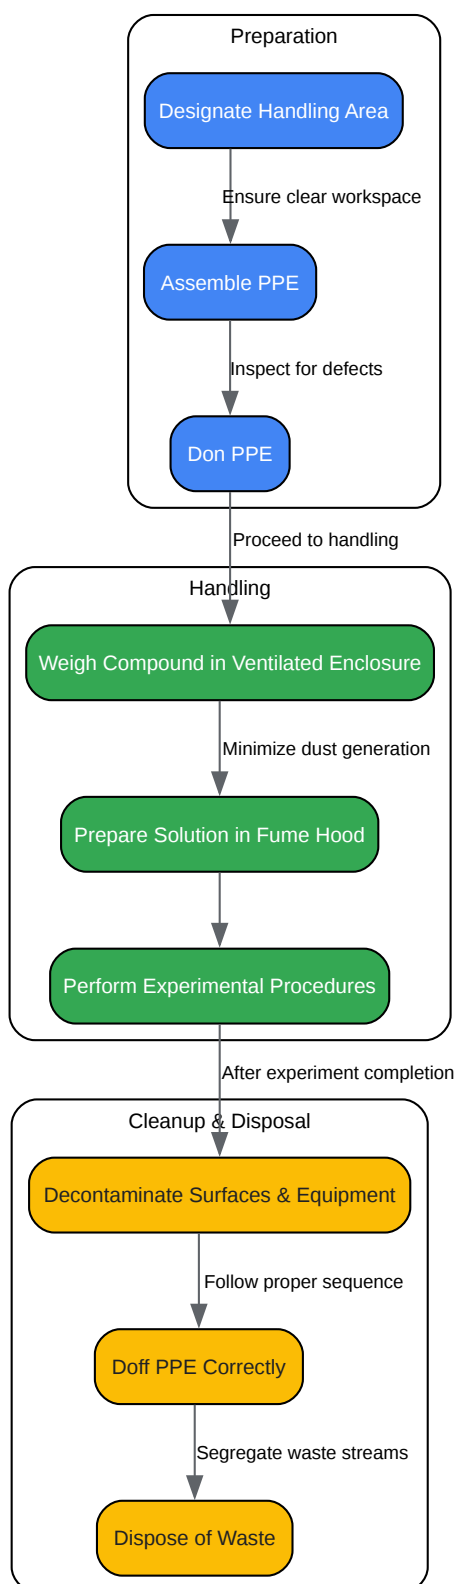 Preparation
Designate Handling Area
Ensure clear workspace
Assemble PPE
Inspect for defects
Don PPE
Proceed to handling
Handling
Weigh Compound in Ventilated Enclosure
Minimize dust generation
Prepare Solution in Fume Hood
Perform Experimental Procedures
After experiment completion
Cleanup & Disposal
Decontaminate Surfaces & Equipment
Follow proper sequence
Doff PPE Correctly
Segregate waste streams
Dispose of Waste